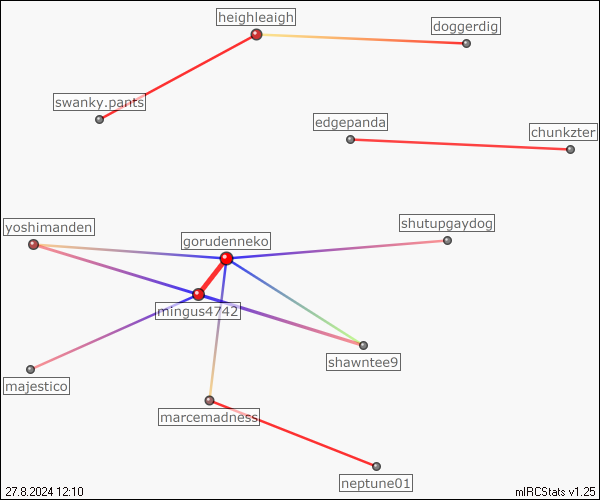 heighleaigh
doggerdig
swanky.pants
edgepanda
chunkzter
yoshimanden
shutupgaydog
gorudenneko
mingus4742
shawntee9
majestico
marcemadness
neptune01
27.8.2024 12:10
mIRCStats v1.25